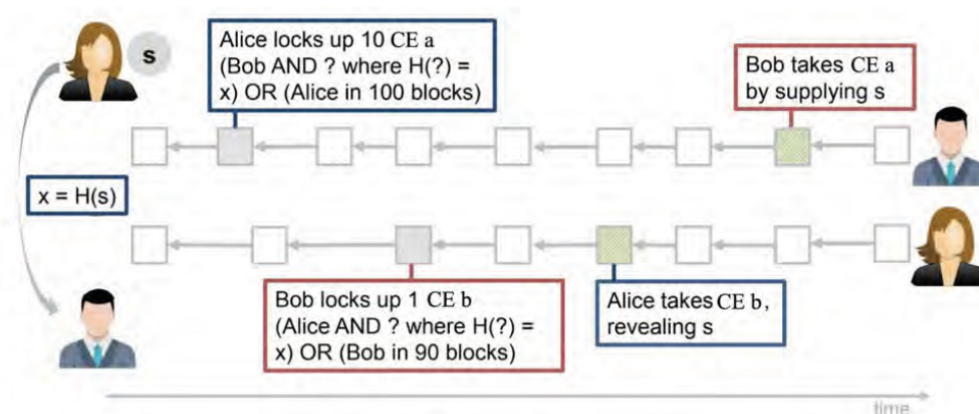 s
Alice locks up 10 CE a
(Bob AND ? where H(?) =
x) OR (Alice in 100 blocks)
Bob takes CE a
by supplying s
x = H(s)
Bob locks up 1 CE b
(Alice AND ? where H(?) =
x) OR (Bob in 90 blocks)
Alice takes CE b,
revealing s
time